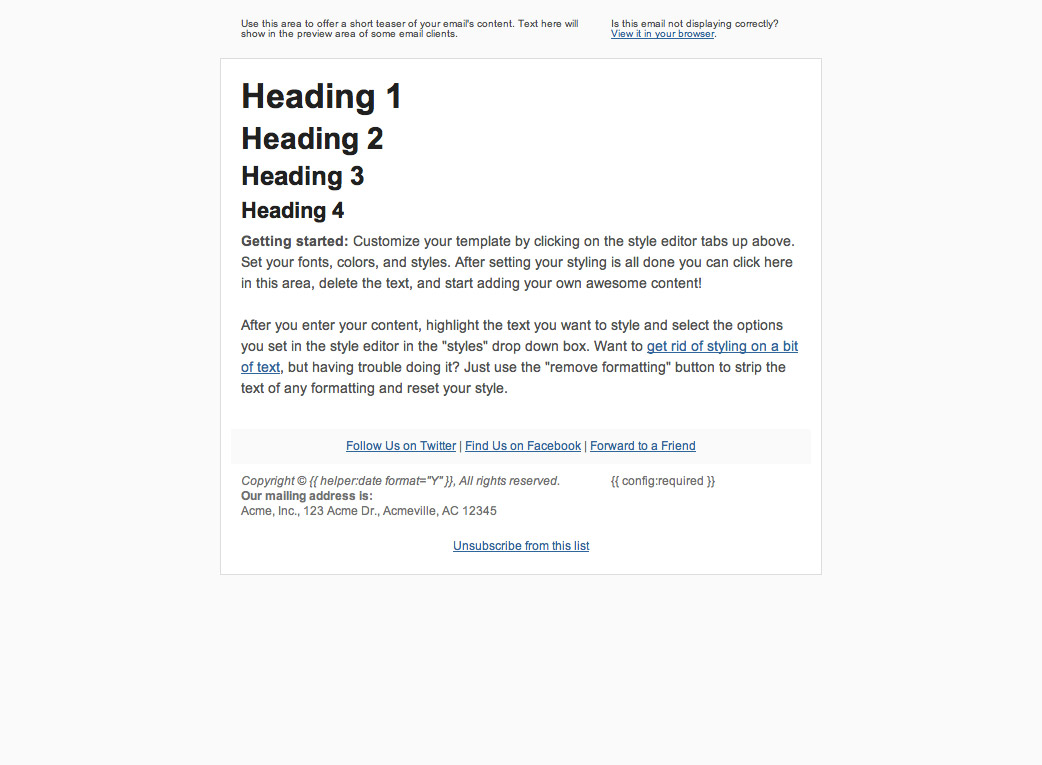 Use this area to offer a short teaser of your email's content. Text here will
show in the preview area of some email clients.
Is this email not displaying correctly?
View it in your browser.
Heading 1
Heading 2
Heading 3
Heading 4
Getting started: Customize your template by clicking on the style editor tabs up above.
Set your fonts, colors, and styles. After setting your styling is all done you can click here
in this area, delete the text, and start adding your own awesome content!
After you enter your content, highlight the text you want to style and select the options
you set in the style editor in the "styles" drop down box. Want to get rid of styling on a bit
of text, but having trouble doing it? Just use the "remove formatting" button to strip the
text of any formatting and reset your style.
Follow Us on Twitter | Find Us on Facebook | Forward to a Friend
Copyright © {{ helper:date format="Y" }}, All rights reserved.
Our mailing address is:
Acme, Inc., 123 Acme Dr., Acmeville, AC 12345
{{ config:required }}
Unsubscribe from this list